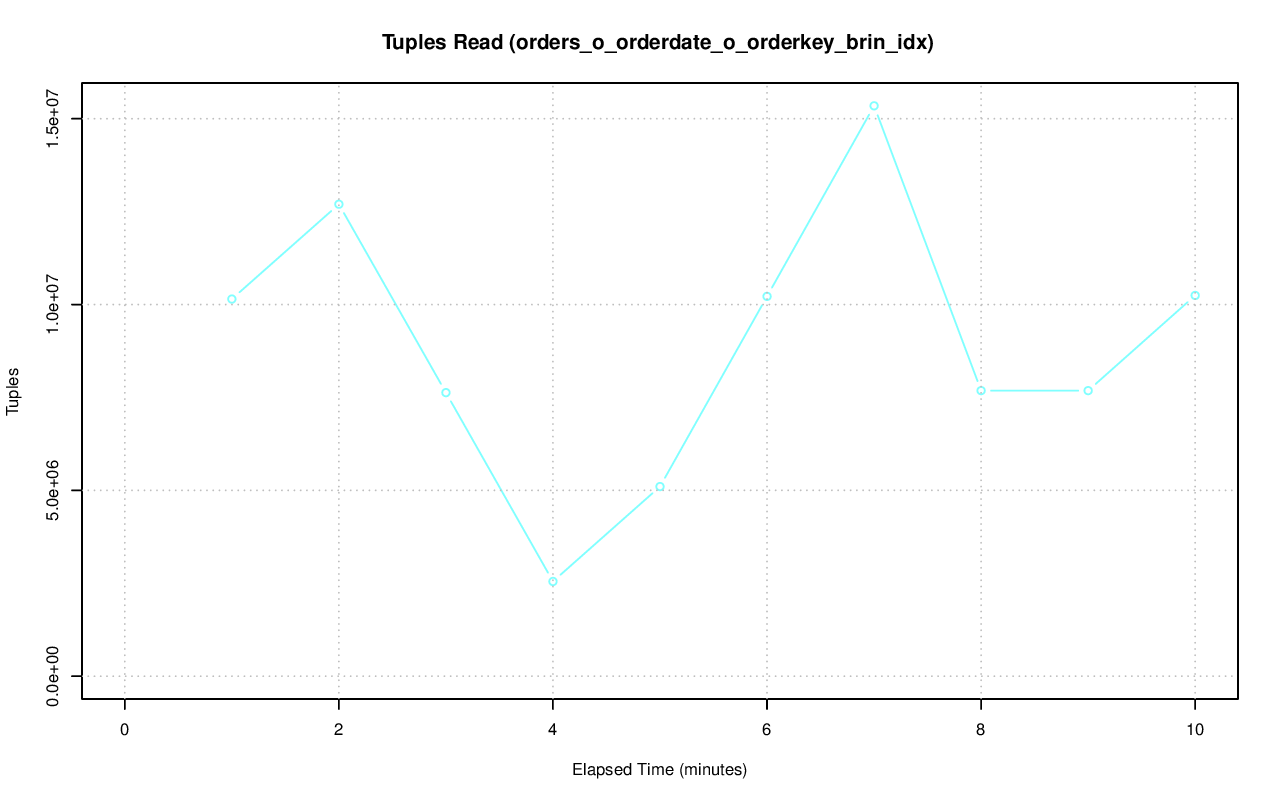 Tuples Read (orders_o_orderdate_o_orderkey_brin_idx)
Tuples
1.5e+07
1.0e+07
5.0e+06
0.0e+00
0 2 4 6 8 10
Elapsed Time (minutes)